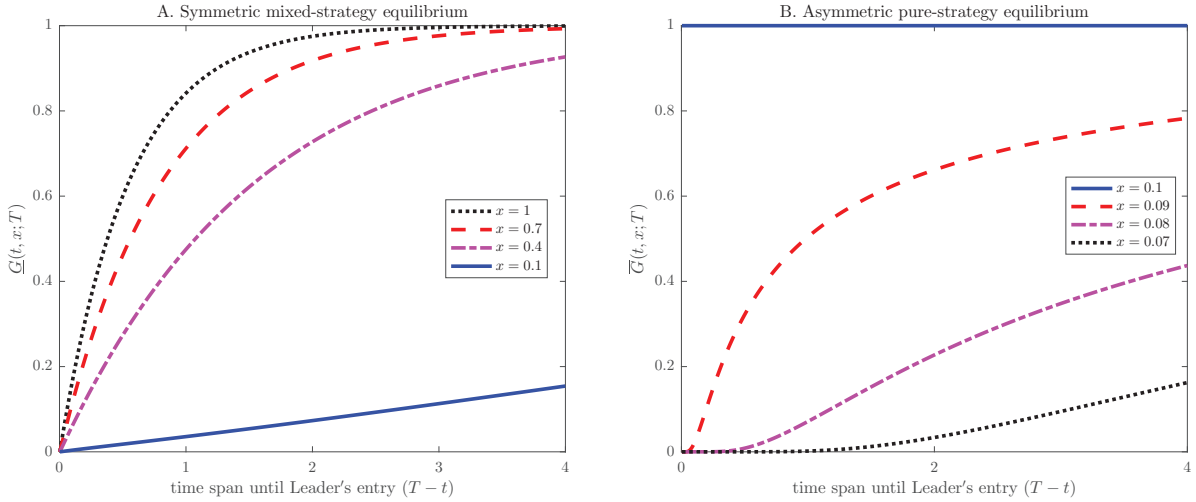 A. Symmetric mixed-strategy equilibrium
1
0.8
0.6
0.4
0.2
0
G(t, x; T)
x = 1
x = 0.7
x = 0.4
x = 0.1
0 1 2 3 4
time span until Leader's entry (T − t)
B. Asymmetric pure-strategy equilibrium
1
0.8
0.6
0.4
0.2
0
G(t, x; T)
x = 0.1
x = 0.09
x = 0.08
x = 0.07
0 2 4
time span until Leader's entry (T − t)